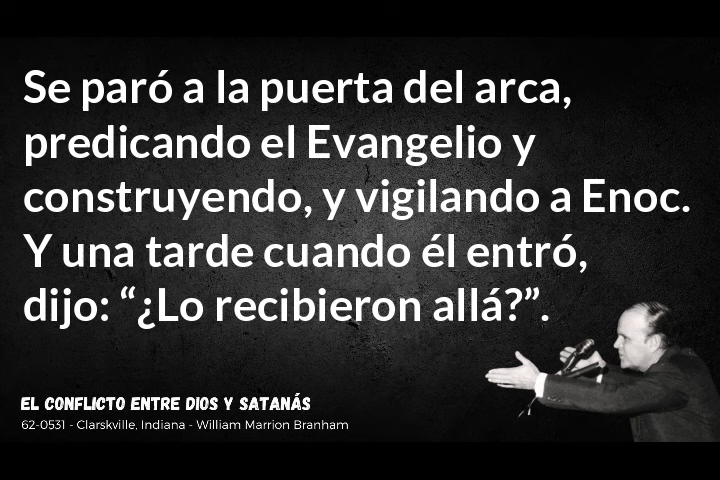 Se paró a la puerta del arca,
predicando el Evangelio y
construyendo, y vigilando a Enoc.
Y una tarde cuando él entró,
dijo: “¿Lo recibieron allá?”.
EL CONFLICTO ENTRE DIOS Y SATANÁS
62-0531 - Clarskville, Indiana - William Marrion Branham